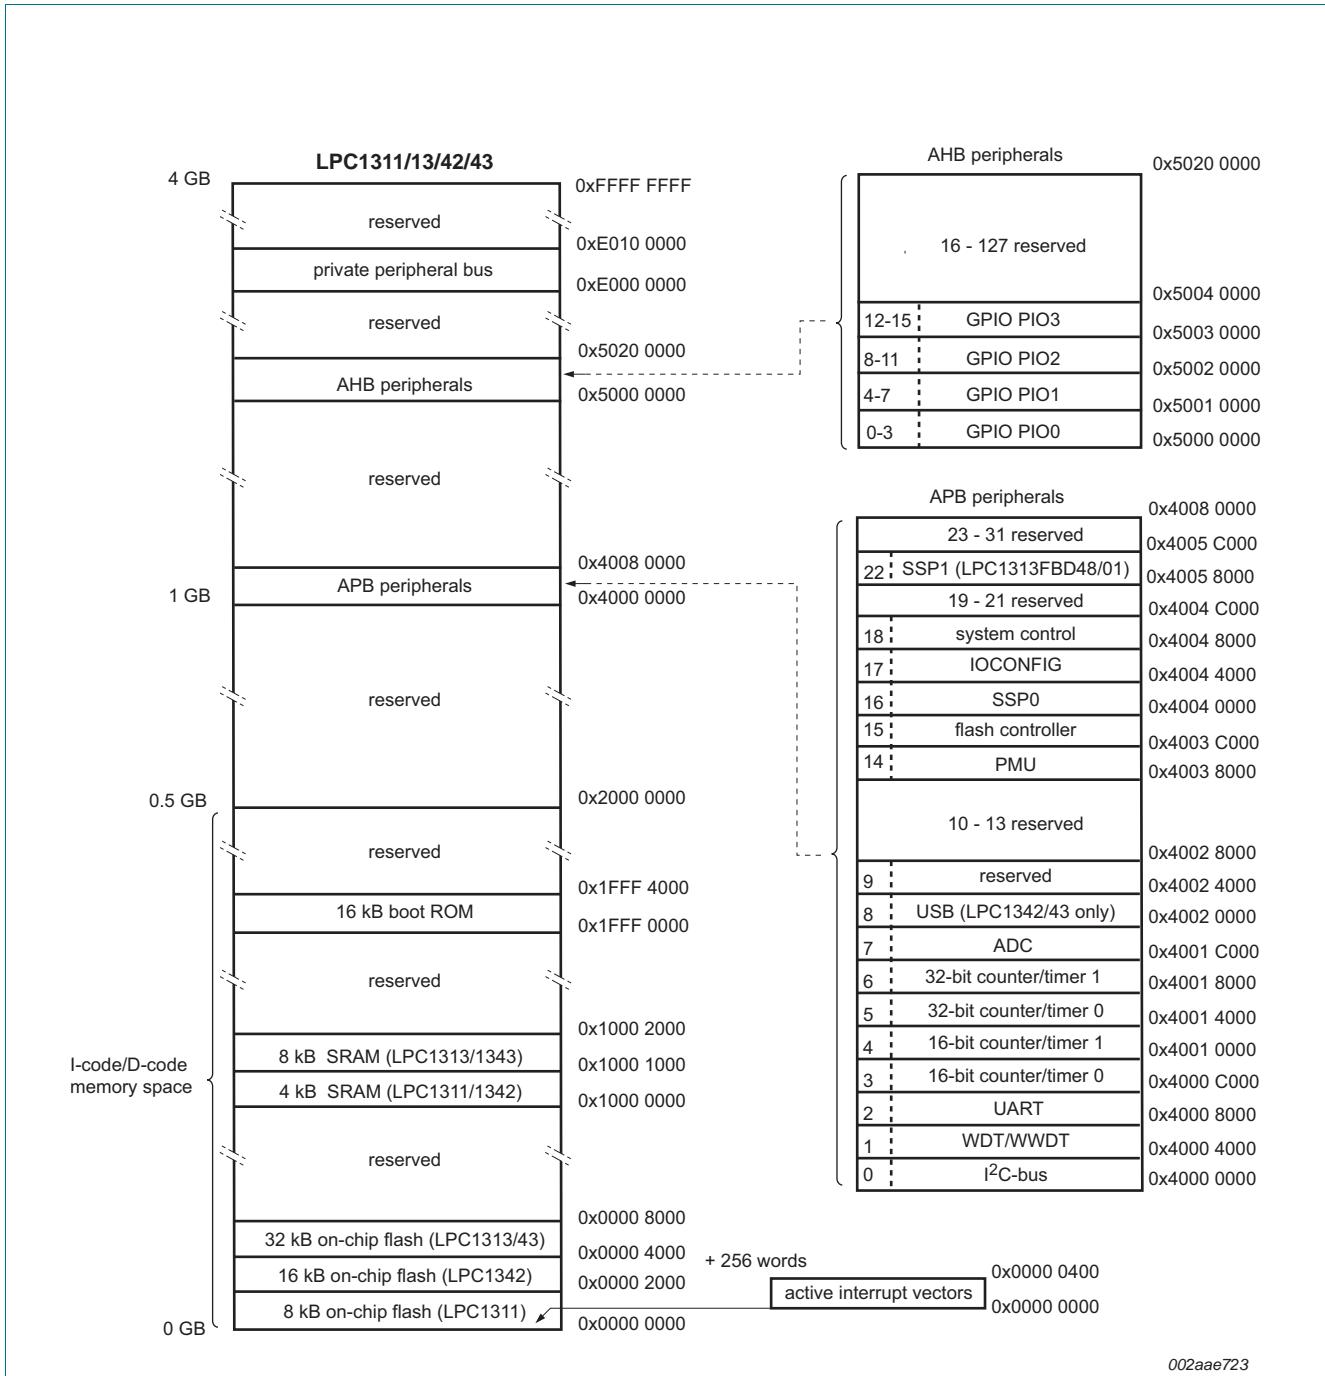 LPC1311/13/42/43
4 GB
0xFFFF FFFF
reserved
0xE010 0000
private peripheral bus
0xE000 0000
reserved
0x5020 0000
AHB peripherals
0x5000 0000
reserved
0x4008 0000
APB peripherals
1 GB
0x4000 0000
reserved
0.5 GB
0x2000 0000
reserved
0x1FFF 4000
16 kB boot ROM
0x1FFF 0000
reserved
0x1000 2000
8 kB SRAM (LPC1313/1343)
0x1000 1000
4 kB SRAM (LPC1311/1342)
0x1000 0000
I-code/D-code
memory space
reserved
0x0000 8000
32 kB on-chip flash (LPC1313/43)
0x0000 4000
16 kB on-chip flash (LPC1342)
0x0000 2000
8 kB on-chip flash (LPC1311)
0 GB
0x0000 0000
+ 256 words
0x0000 0400
active interrupt vectors
0x0000 0000
AHB peripherals
0x5020 0000
16 - 127 reserved
0x5004 0000
12-15 GPIO PIO3
0x5003 0000
8-11 GPIO PIO2
0x5002 0000
4-7 GPIO PIO1
0x5001 0000
0-3 GPIO PIO0
0x5000 0000
APB peripherals
0x4008 0000
23 - 31 reserved
0x4005 C000
22 SSP1 (LPC1313FBD48/01)
0x4005 8000
19 - 21 reserved
0x4004 C000
18 system control
0x4004 8000
17 IOCONFIG
0x4004 4000
16 SSP0
0x4004 0000
15 flash controller
0x4003 C000
14 PMU
0x4003 8000
10 - 13 reserved
0x4002 8000
9 reserved
0x4002 4000
8 USB (LPC1342/43 only)
0x4002 0000
7 ADC
0x4001 C000
6 32-bit counter/timer 1
0x4001 8000
5 32-bit counter/timer 0
0x4001 4000
4 16-bit counter/timer 1
0x4001 0000
3 16-bit counter/timer 0
0x4000 C000
2 UART
0x4000 8000
1 WDT/WWDT
0x4000 4000
0 I2C-bus
0x4000 0000
002aae723